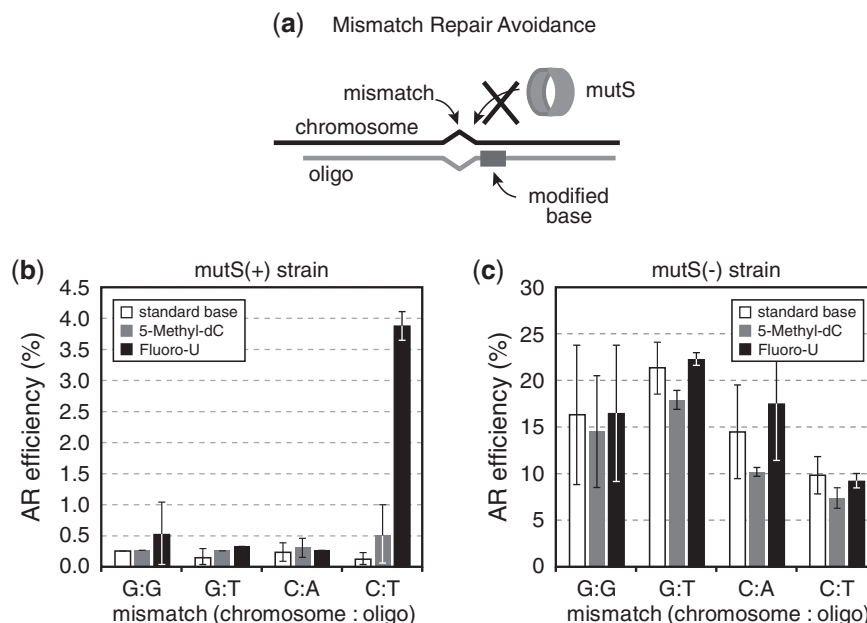 (a) Mismatch Repair Avoidance
mismatch
mutS
chromosome
oligo
modified
base
(b) mutS(+) strain
4.5
4.0
3.5
3.0
2.5
2.0
1.5
1.0
0.5
0.0
AR efficiency (%)
standard base
5-Methyl-dC
Fluoro-U
G:G G:T C:A C:T
mismatch (chromosome : oligo)
(c) mutS(-) strain
30
25
20
15
10
5
0
AR efficiency (%)
standard base
5-Methyl-dC
Fluoro-U
G:G G:T C:A C:T
mismatch (chromosome : oligo)